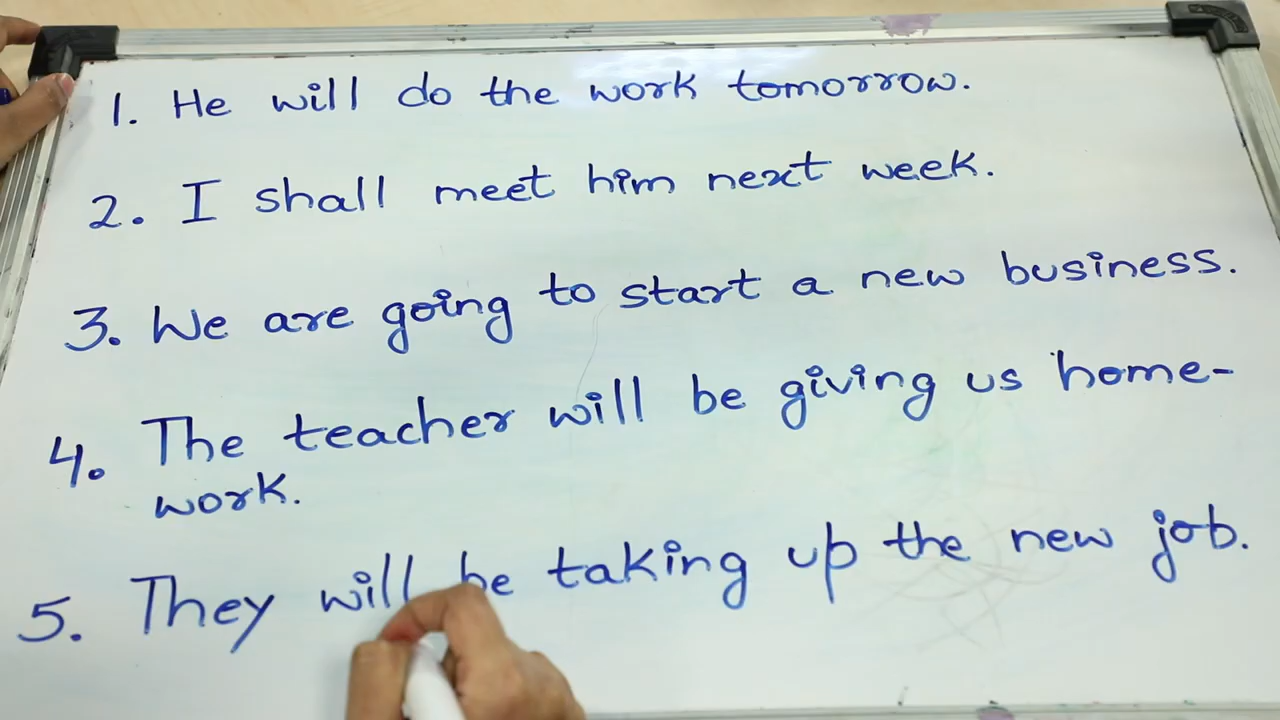 1. He will do the work tomorrow.
2. I shall meet him next week.
3. We are going to start a new business.
4. The teacher will be giving us home-
work.
5. They will be taking up the new job.